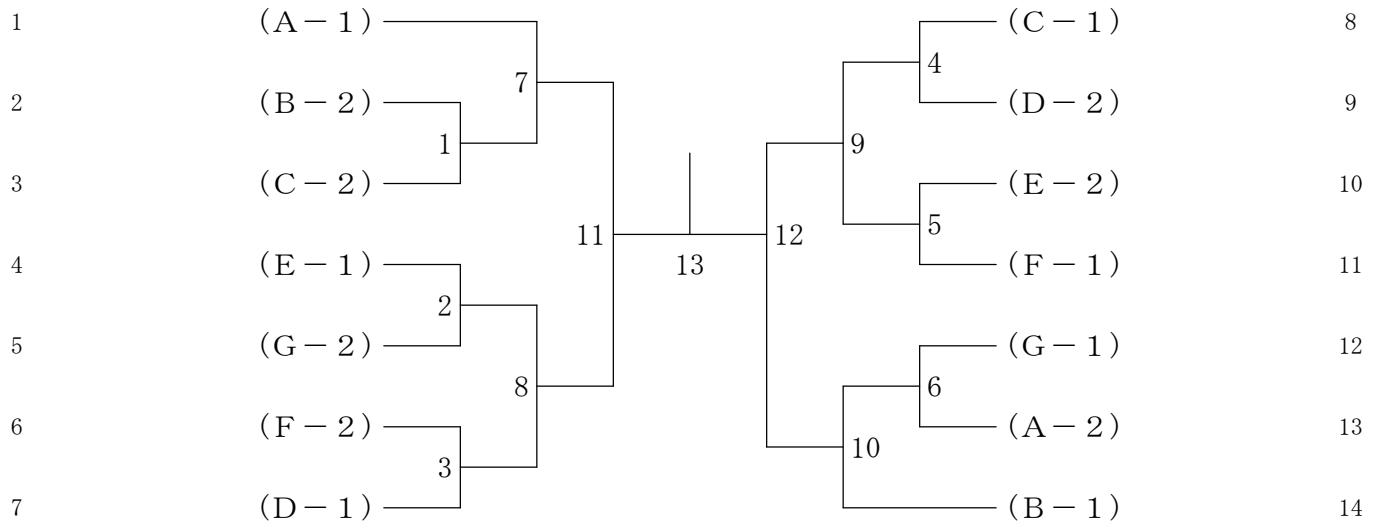 1 (A－1) (C－1) 8
7 4
2 (B－2) (D－2) 9
1 9
3 (C－2) (E－2) 10
11 12 5
4 (E－1) 13 (F－1) 11
2
5 (G－2) (G－1) 12
8 6
6 (F－2) (A－2) 13
3 10
7 (D－1) (B－1) 14